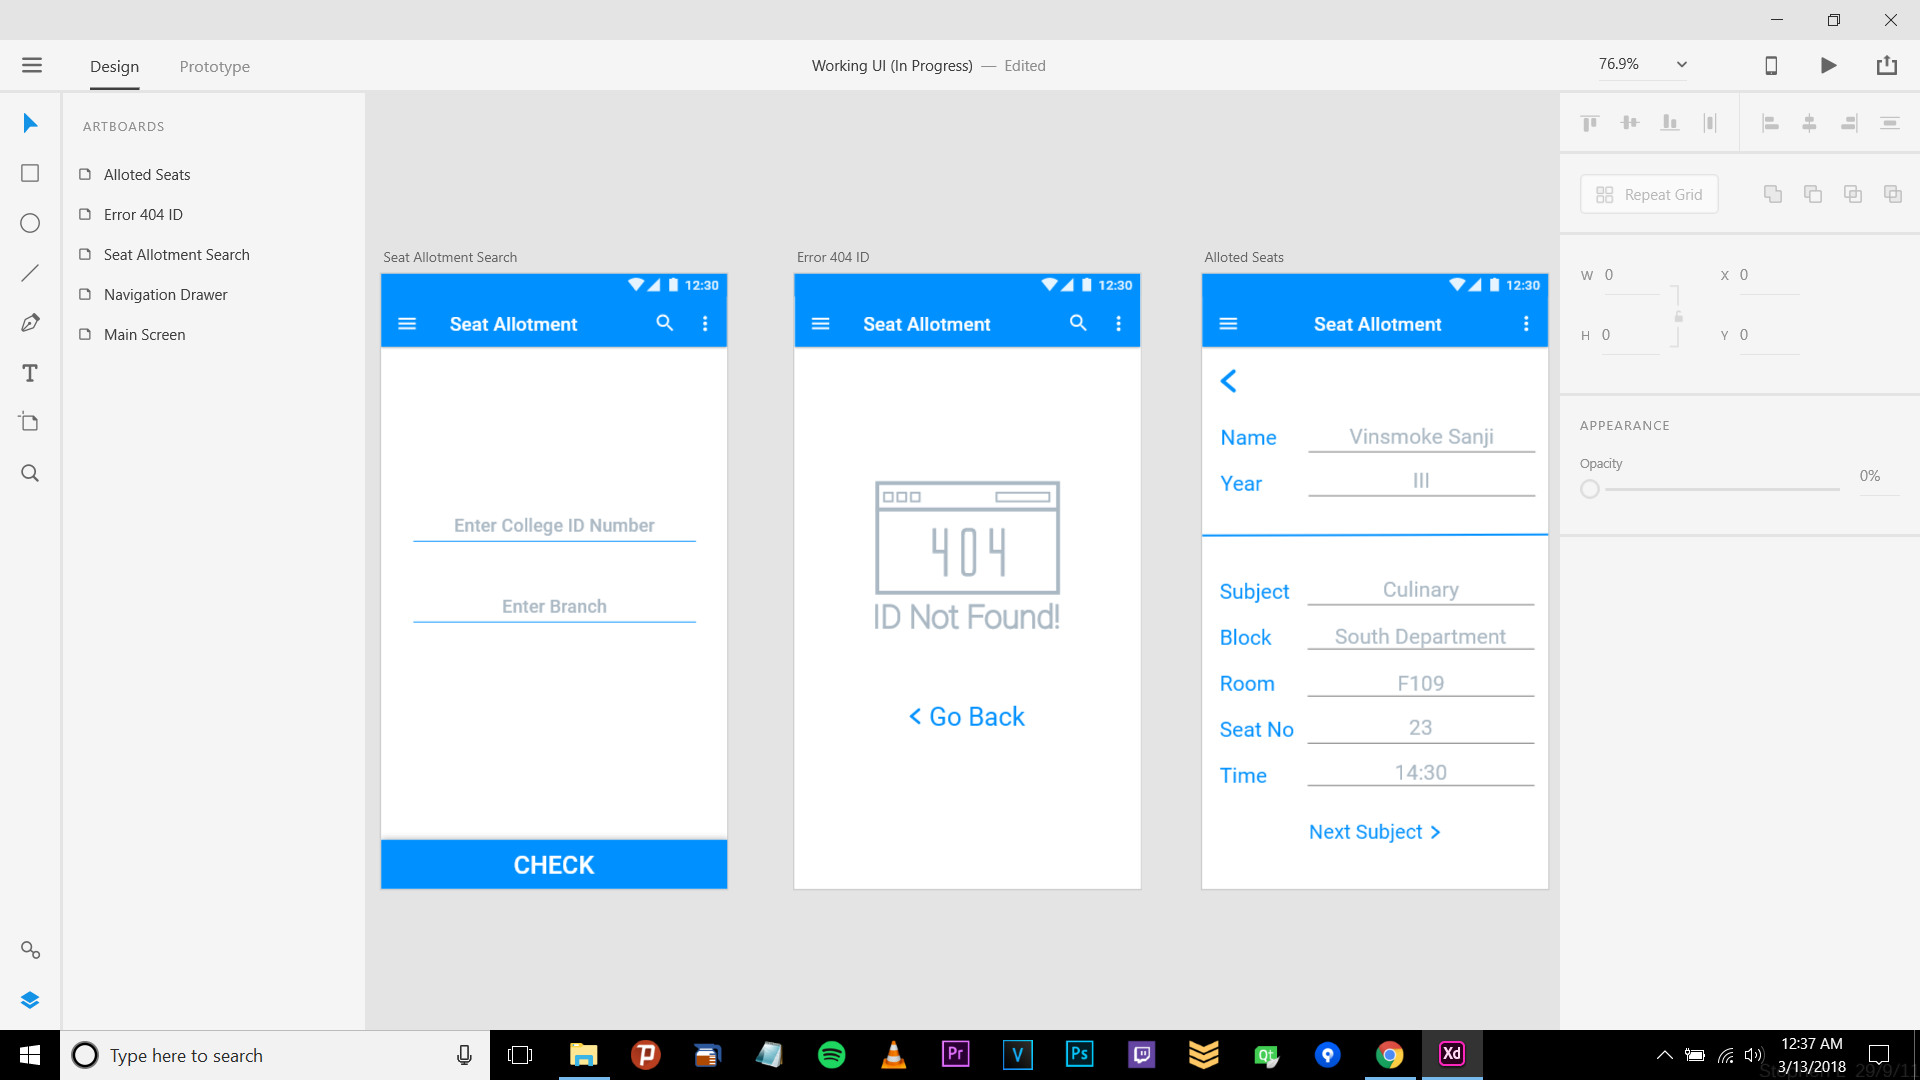 Design
Prototype
Working UI (In Progress) — Edited
76.9%
ARTBOARDS
Alloted Seats
Error 404 ID
Seat Allotment Search
Navigation Drawer
Main Screen
Seat Allotment Search
12:30
Seat Allotment
Enter College ID Number
Enter Branch
CHECK
Error 404 ID
12:30
Seat Allotment
404
ID Not Found!
< Go Back
Alloted Seats
12:30
Seat Allotment
Name Vinsmoke Sanji
Year III
Subject Culinary
Block South Department
Room F109
Seat No 23
Time 14:30
Next Subject >
Repeat Grid
W 0 X 0
H 0 Y 0
APPEARANCE
Opacity
0%
Type here to search
Pr
V
Ps
Qt
Xd
12:37 AM
3/13/2018